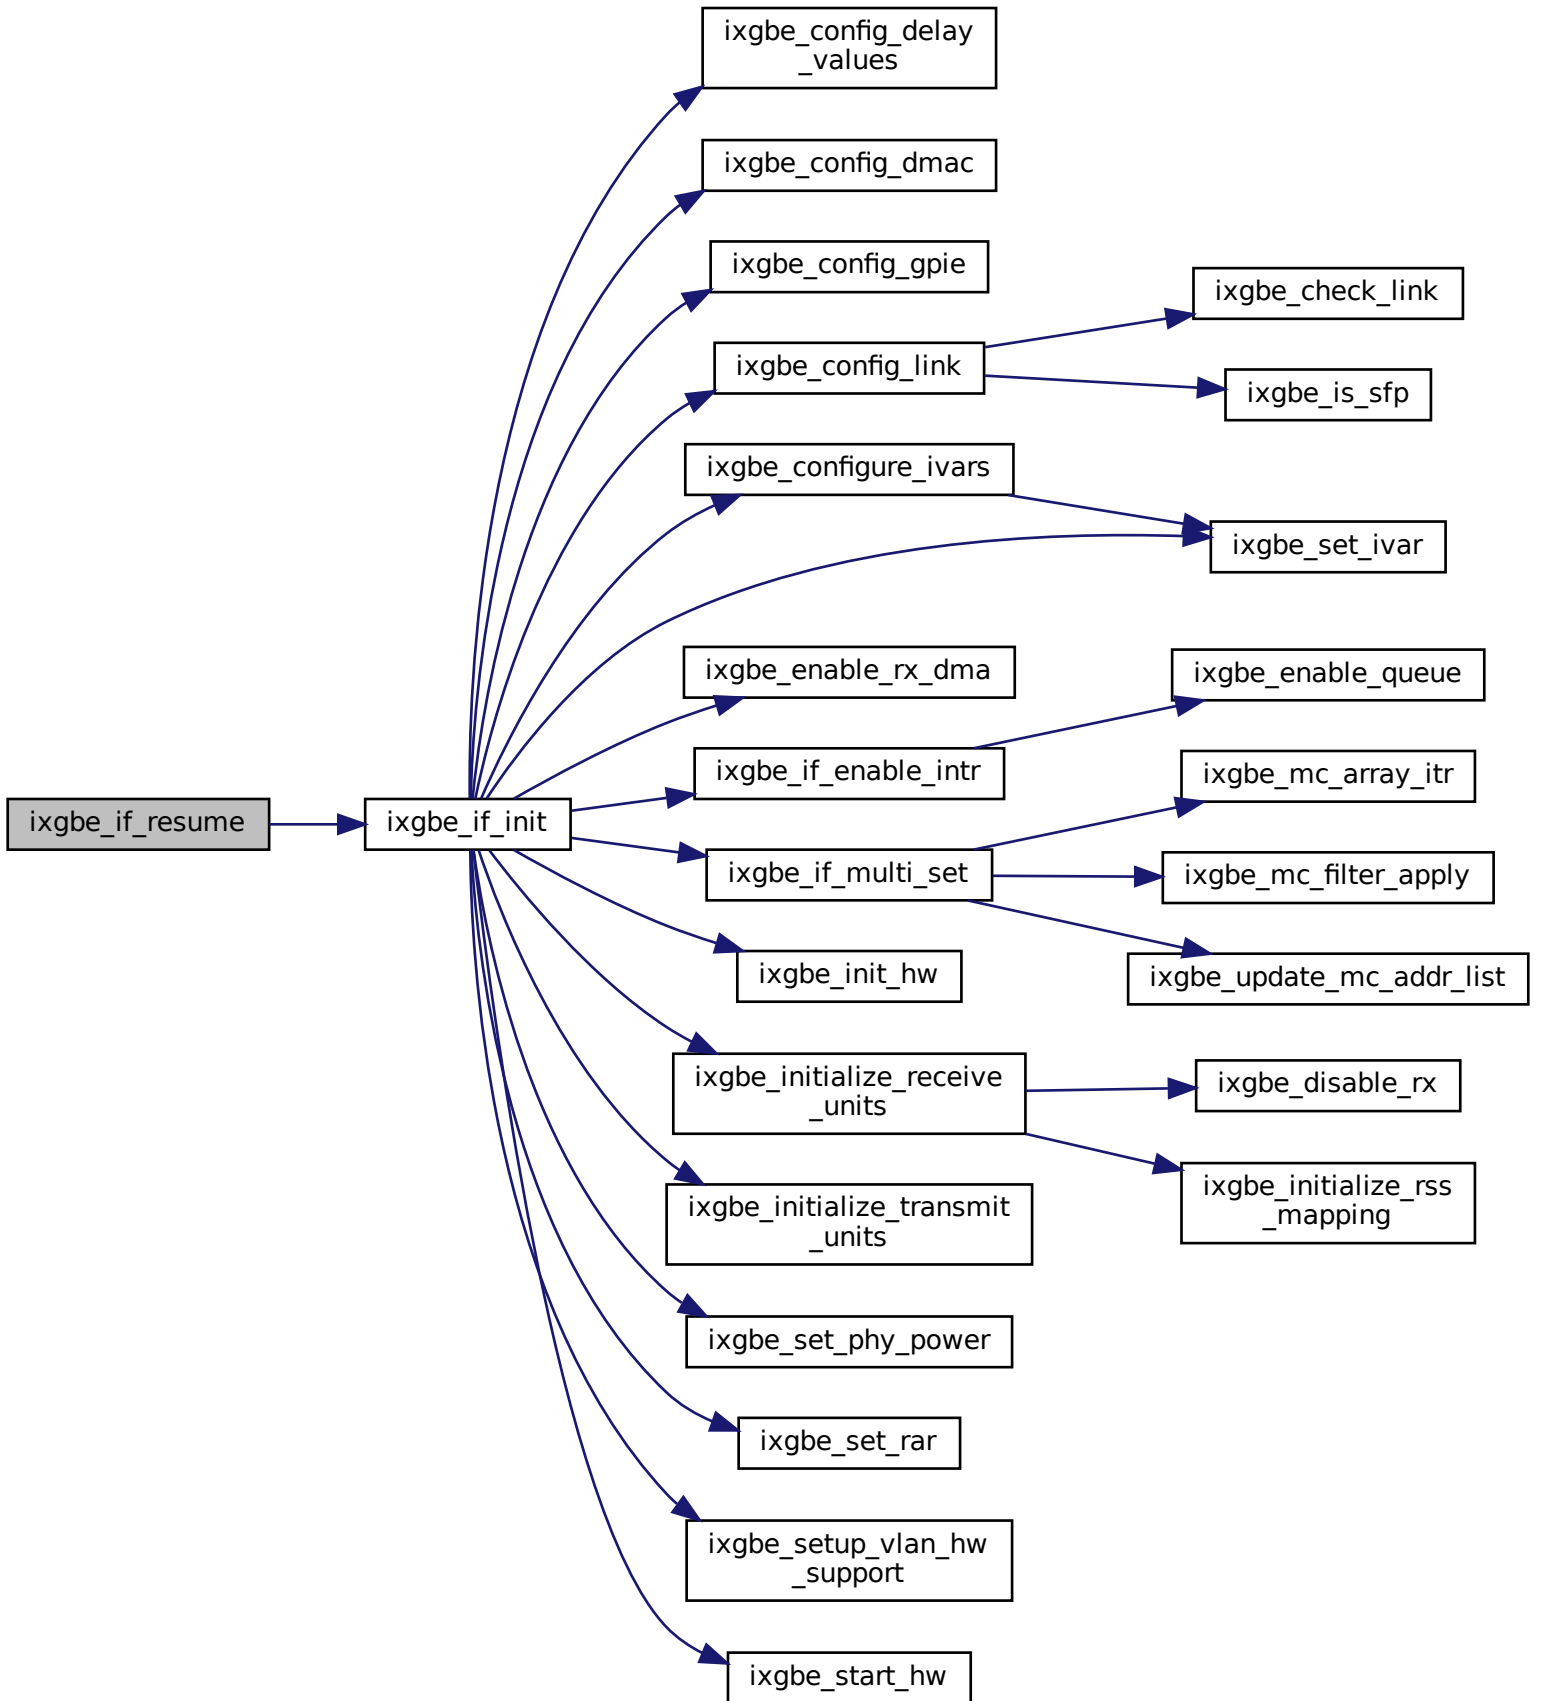 ixgbe_config_delay
_values
ixgbe_config_dmac
ixgbe_config_gpie
ixgbe_check_link
ixgbe_config_link
ixgbe_is_sfp
ixgbe_configure_ivars
ixgbe_set_ivar
ixgbe_enable_rx_dma
ixgbe_enable_queue
ixgbe_if_enable_intr
ixgbe_mc_array_itr
ixgbe_if_resume
ixgbe_if_init
ixgbe_if_multi_set
ixgbe_mc_filter_apply
ixgbe_init_hw
ixgbe_update_mc_addr_list
ixgbe_initialize_receive
_units
ixgbe_disable_rx
ixgbe_initialize_rss
_mapping
ixgbe_initialize_transmit
_units
ixgbe_set_phy_power
ixgbe_set_rar
ixgbe_setup_vlan_hw
_support
ixgbe_start_hw